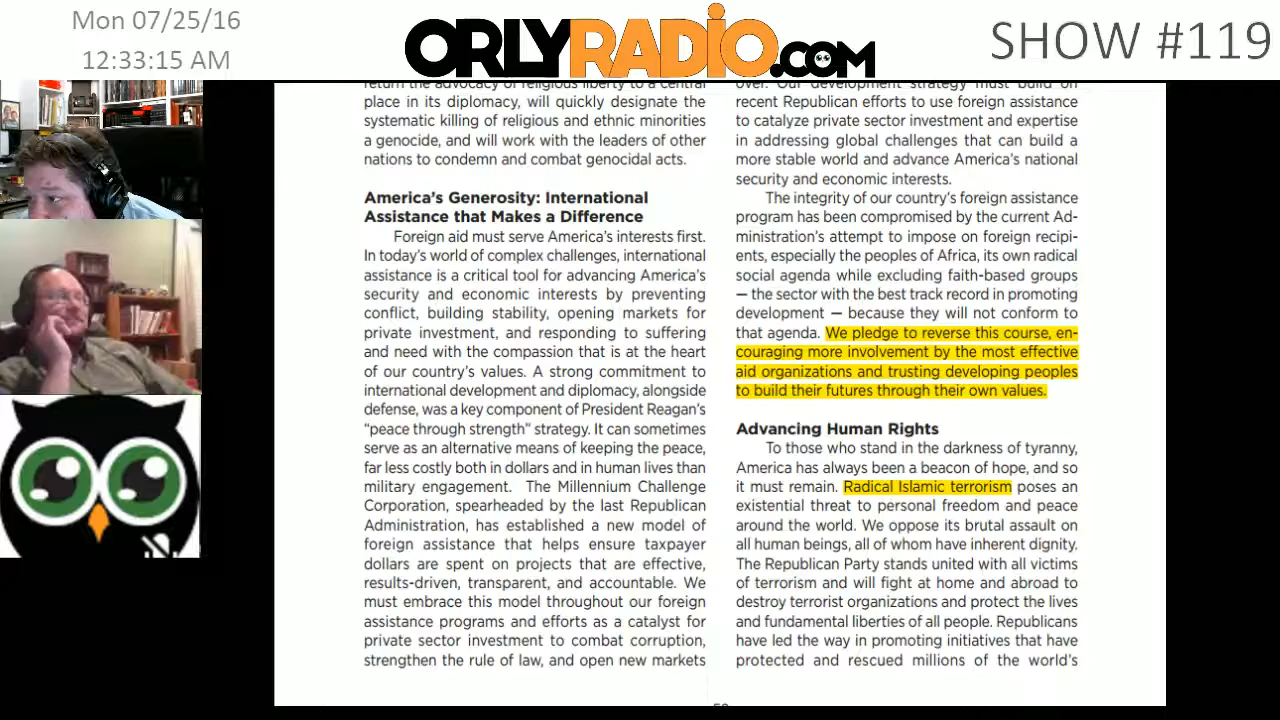 Mon 07/25/16
12:33:15 AM
ORLYRADiO.COM
SHOW #119
return the advocacy of religious liberty to a central
place in its diplomacy, will quickly designate the
systematic killing of religious and ethnic minorities
a genocide, and will work with the leaders of other
nations to condemn and combat genocidal acts.
America's Generosity: International
Assistance that Makes a Difference
Foreign aid must serve America's interests first.
In today's world of complex challenges, international
assistance is a critical tool for advancing America's
security and economic interests by preventing
conflict, building stability, opening markets for
private investment, and responding to suffering
and need with the compassion that is at the heart
of our country's values. A strong commitment to
international development and diplomacy, alongside
defense, was a key component of President Reagan's
“peace through strength” strategy. It can sometimes
serve as an alternative means of keeping the peace,
far less costly both in dollars and in human lives than
military engagement. The Millennium Challenge
Corporation, spearheaded by the last Republican
Administration, has established a new model of
foreign assistance that helps ensure taxpayer
dollars are spent on projects that are effective,
results-driven, transparent, and accountable. We
must embrace this model throughout our foreign
assistance programs and efforts as a catalyst for
private sector investment to combat corruption,
strengthen the rule of law, and open new markets
over. Our development strategy must build on
recent Republican efforts to use foreign assistance
to catalyze private sector investment and expertise
in addressing global challenges that can build a
more stable world and advance America's national
security and economic interests.
The integrity of our country's foreign assistance
program has been compromised by the current Ad-
ministration's attempt to impose on foreign recipi-
ents, especially the peoples of Africa, its own radical
social agenda while excluding faith-based groups
— the sector with the best track record in promoting
development — because they will not conform to
that agenda. We pledge to reverse this course, en-
couraging more involvement by the most effective
aid organizations and trusting developing peoples
to build their futures through their own values.
Advancing Human Rights
To those who stand in the darkness of tyranny,
America has always been a beacon of hope, and so
it must remain. Radical Islamic terrorism poses an
existential threat to personal freedom and peace
around the world. We oppose its brutal assault on
all human beings, all of whom have inherent dignity.
The Republican Party stands united with all victims
of terrorism and will fight at home and abroad to
destroy terrorist organizations and protect the lives
and fundamental liberties of all people. Republicans
have led the way in promoting initiatives that have
protected and rescued millions of the world's